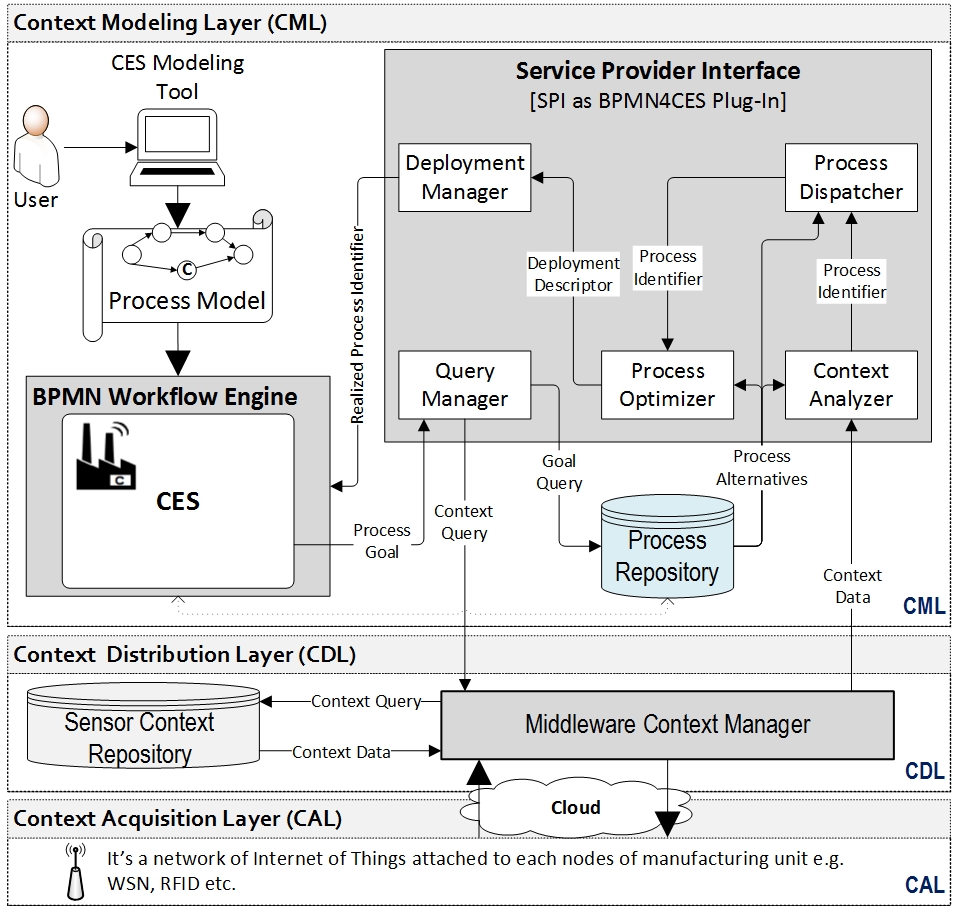 Context Modeling Layer (CML)
CES Modeling
Tool
User
C
Process Model
BPMN Workflow Engine
C
CES
Service Provider Interface
[SPI as BPMN4CES Plug-In]
Deployment
Manager
Process
Dispatcher
Realized Process Identifier
Deployment
Descriptor
Process
Identifier
Process
Identifier
Query
Manager
Process
Optimizer
Context
Analyzer
Process
Goal
Context
Query
Goal
Query
Process
Alternatives
Process
Repository
Context
Data
CML
Context  Distribution Layer (CDL)
Sensor Context
Repository
Context Query
Context Data
Middleware Context Manager
CDL
Cloud
Context Acquisition Layer (CAL)
It's a network of Internet of Things attached to each nodes of manufacturing unit e.g.
WSN, RFID etc.
CAL